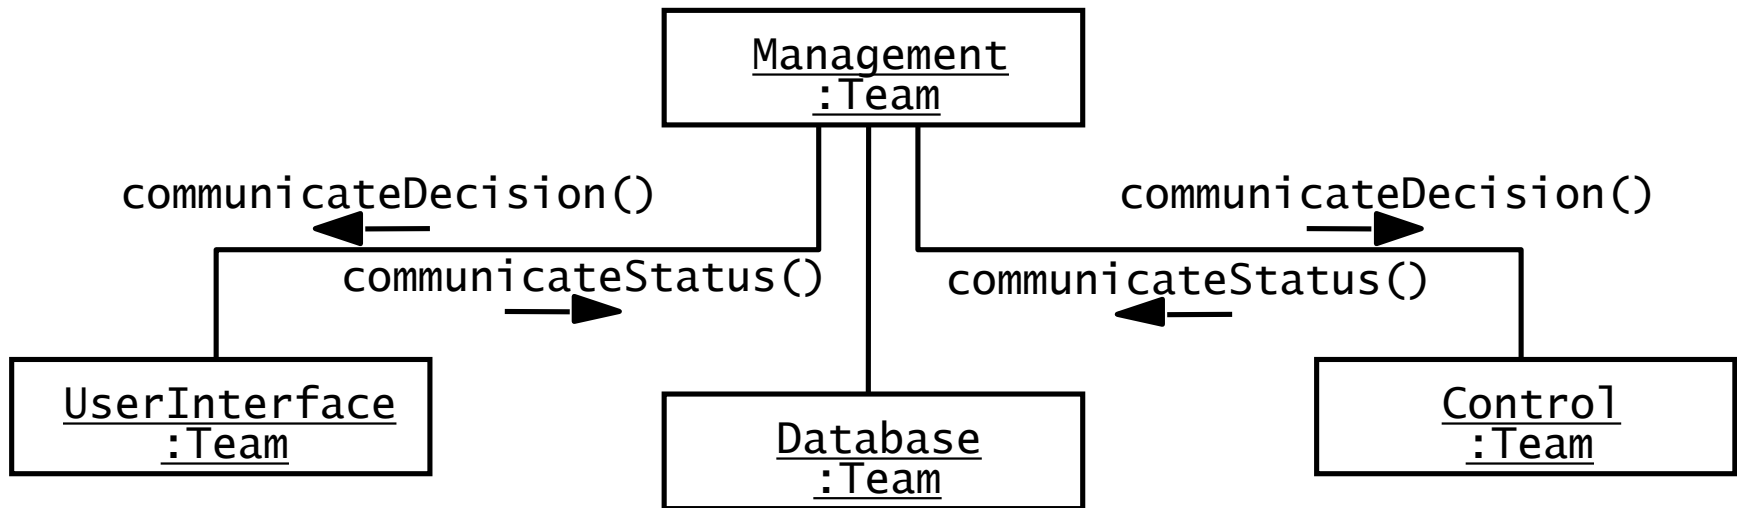 Management
:Team
communicateDecision()
communicateDecision()
communicateStatus()
communicateStatus()
UserInterface
:Team
Database
:Team
Control
:Team